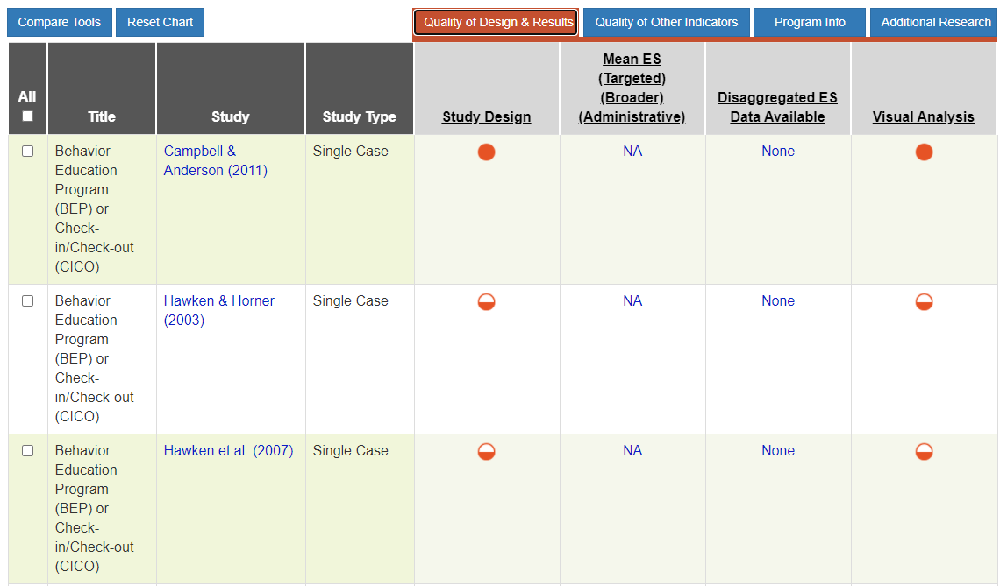 Compare Tools
Reset Chart
Quality of Design & Results
Quality of Other Indicators
Program Info
Additional Research
All
Title
Study
Study Type
Study Design
Mean ES
(Targeted)
(Broader)
(Administrative)
Disaggregated ES
Data Available
Visual Analysis
Behavior
Education
Program
(BEP) or
Check-
in/Check-out
(CICO)
Campbell &
Anderson (2011)
Single Case
NA
None
Behavior
Education
Program
(BEP) or
Check-
in/Check-out
(CICO)
Hawken & Horner
(2003)
Single Case
NA
None
Behavior
Education
Program
(BEP) or
Check-
in/Check-out
(CICO)
Hawken et al. (2007)
Single Case
NA
None